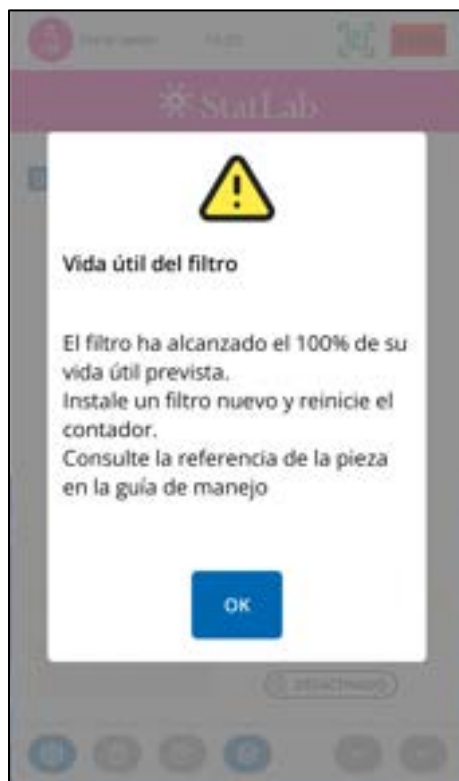 StatLab
Vida útil del filtro
El filtro ha alcanzado el 100% de su
vida útil prevista.
Instale un filtro nuevo y reinicie el
contador.
Consulte la referencia de la pieza
en la guía de manejo
OK